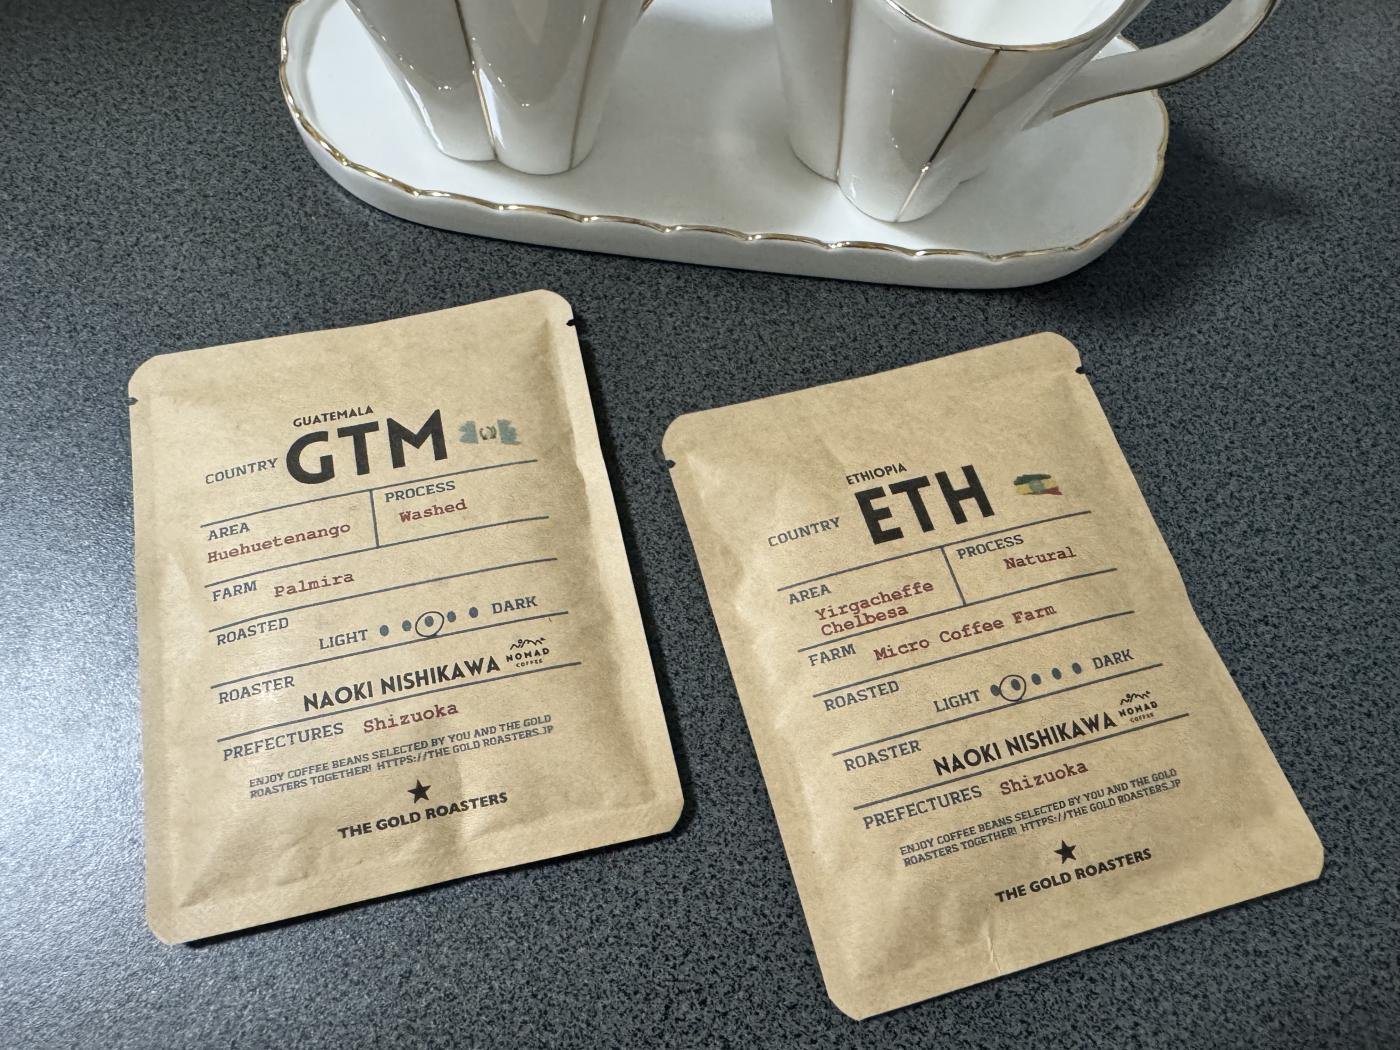 GUATEMALA
COUNTRY GTM
AREA
Huehuetenango
PROCESS
Washed
FARM Palmira
ROASTED
LIGHT DARK
ROASTER NAOKI NISHIKAWA NOMAD
COFFEE
PREFECTURES Shizuoka
ENJOY COFFEE BEANS SELECTED BY YOU AND THE GOLD
ROASTERS TOGETHER! HTTPS://THE GOLD ROASTERS.JP
THE GOLD ROASTERS
ETHIOPIA
COUNTRY ETH
AREA
Yirgacheffe
Chelbesa
PROCESS
Natural
FARM Micro Coffee Farm
ROASTED
LIGHT DARK
ROASTER NAOKI NISHIKAWA NOMAD
COFFEE
PREFECTURES Shizuoka
ENJOY COFFEE BEANS SELECTED BY YOU AND THE GOLD
ROASTERS TOGETHER! HTTPS://THE GOLD ROASTERS.JP
THE GOLD ROASTERS